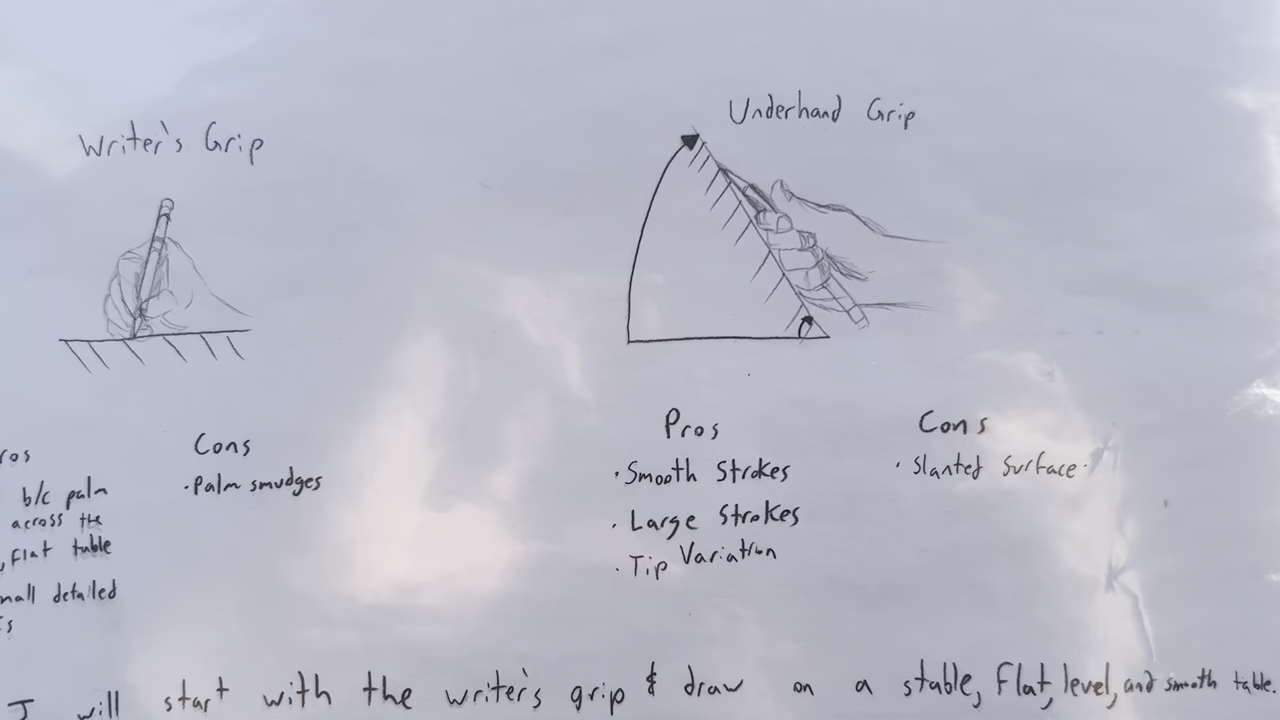 Writer's Grip
Underhand Grip
ros
b/c palm
across the
, flat table
mall detailed
Cons
• Palm smudges
Pros
• Smooth Strokes
• Large Strokes
• Tip Variation
Cons
• Slanted Surface
I will start with the writer's grip & draw on a stable, flat, level, and smooth table.